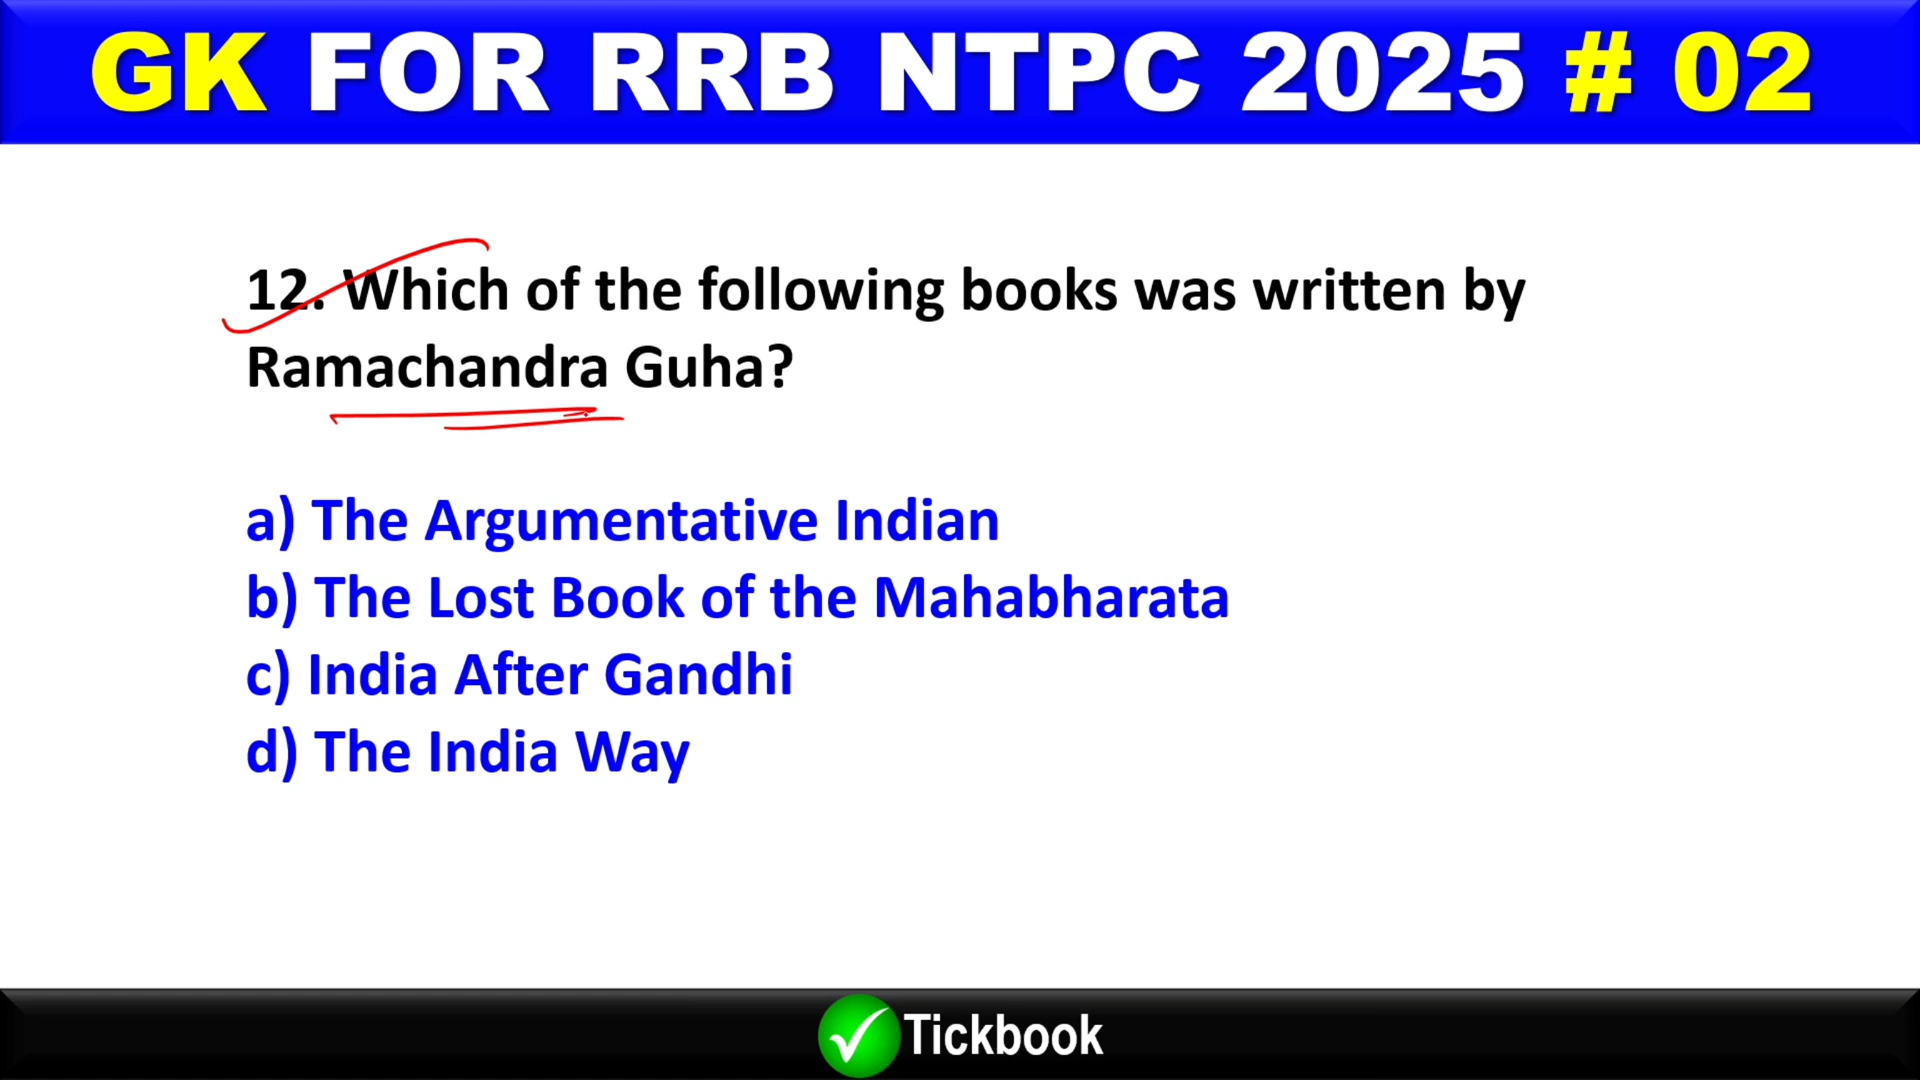 GK FOR RRB NTPC 2025 # 02
12. Which of the following books was written by
Ramachandra Guha?
a) The Argumentative Indian
b) The Lost Book of the Mahabharata
c) India After Gandhi
d) The India Way
Tickbook